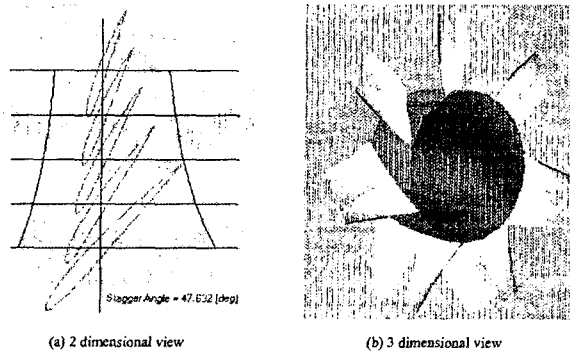 Stagger Angle = 47.632 [deg]
(a) 2 dimensional view
(b) 3 dimensional view